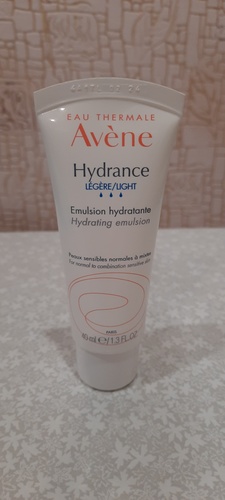 EAU THERMALE
Avène
Hydrance
LÉGÈRE/LIGHT
Emulsion hydratante
Hydrating emulsion
Peaux sensibles normales à mixtes
For normal to combination sensitive skin
PARIS
40 mL ℮/1.3 FL.OZ.